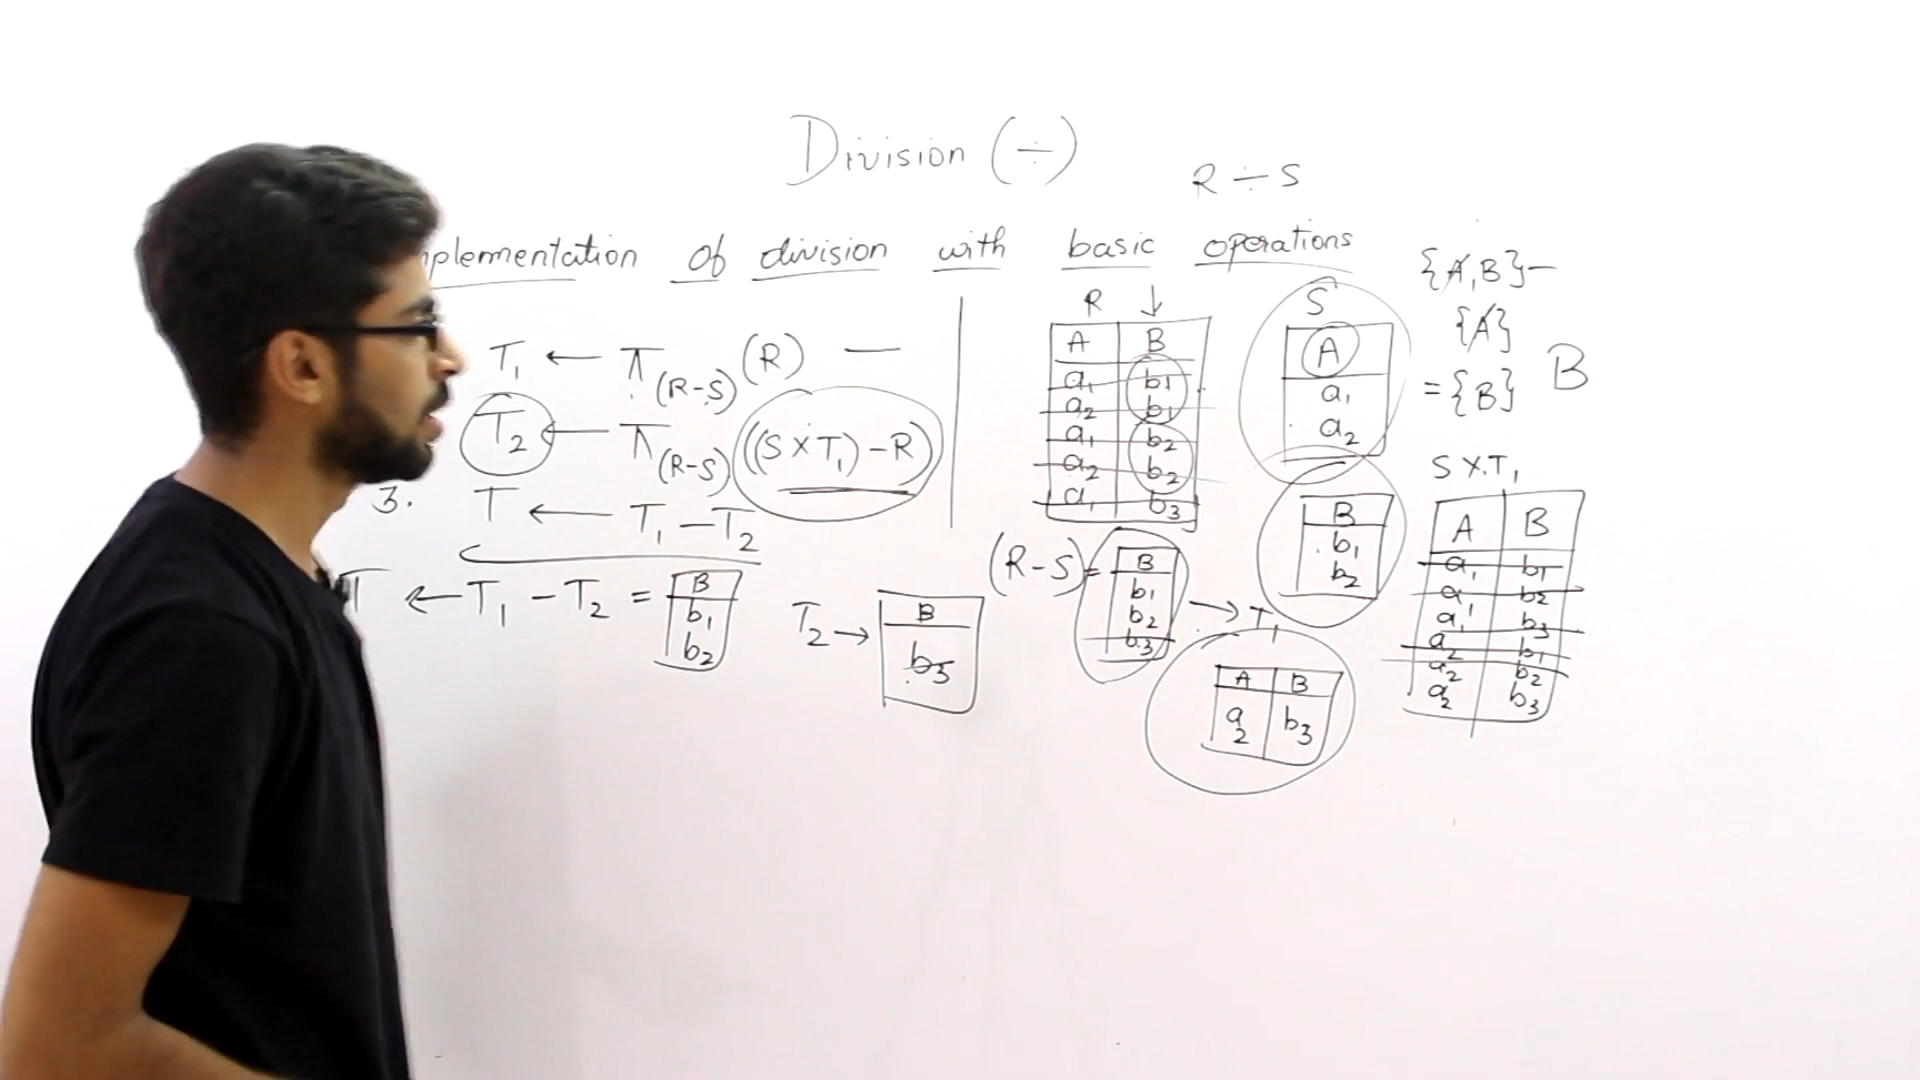 Division (÷)
R ÷ S
mplementation of division with basic operations
T₁ ← π(R-S) (R) —
T₂ ← π(R-S) ((S × T₁) - R)
3. T ← T₁ - T₂
T ← T₁ - T₂ =
B
b₁
b₂
T₂ →
B
b₃
R ↓
A B
a₁ b₁
a₂ b₁
a₁ b₂
a₂ b₂
a₁ b₃
S
A
a₁
a₂
{A,B} -
{A}
= {B} B
(R-S) =
B
b₁
b₂
b₃
→ T₁
B
b₁
b₂
A B
a₂ b₃
S × T₁
A B
a₁ b₁
a₁ b₂
a₁ b₃
a₂ b₁
a₂ b₂
a₂ b₃